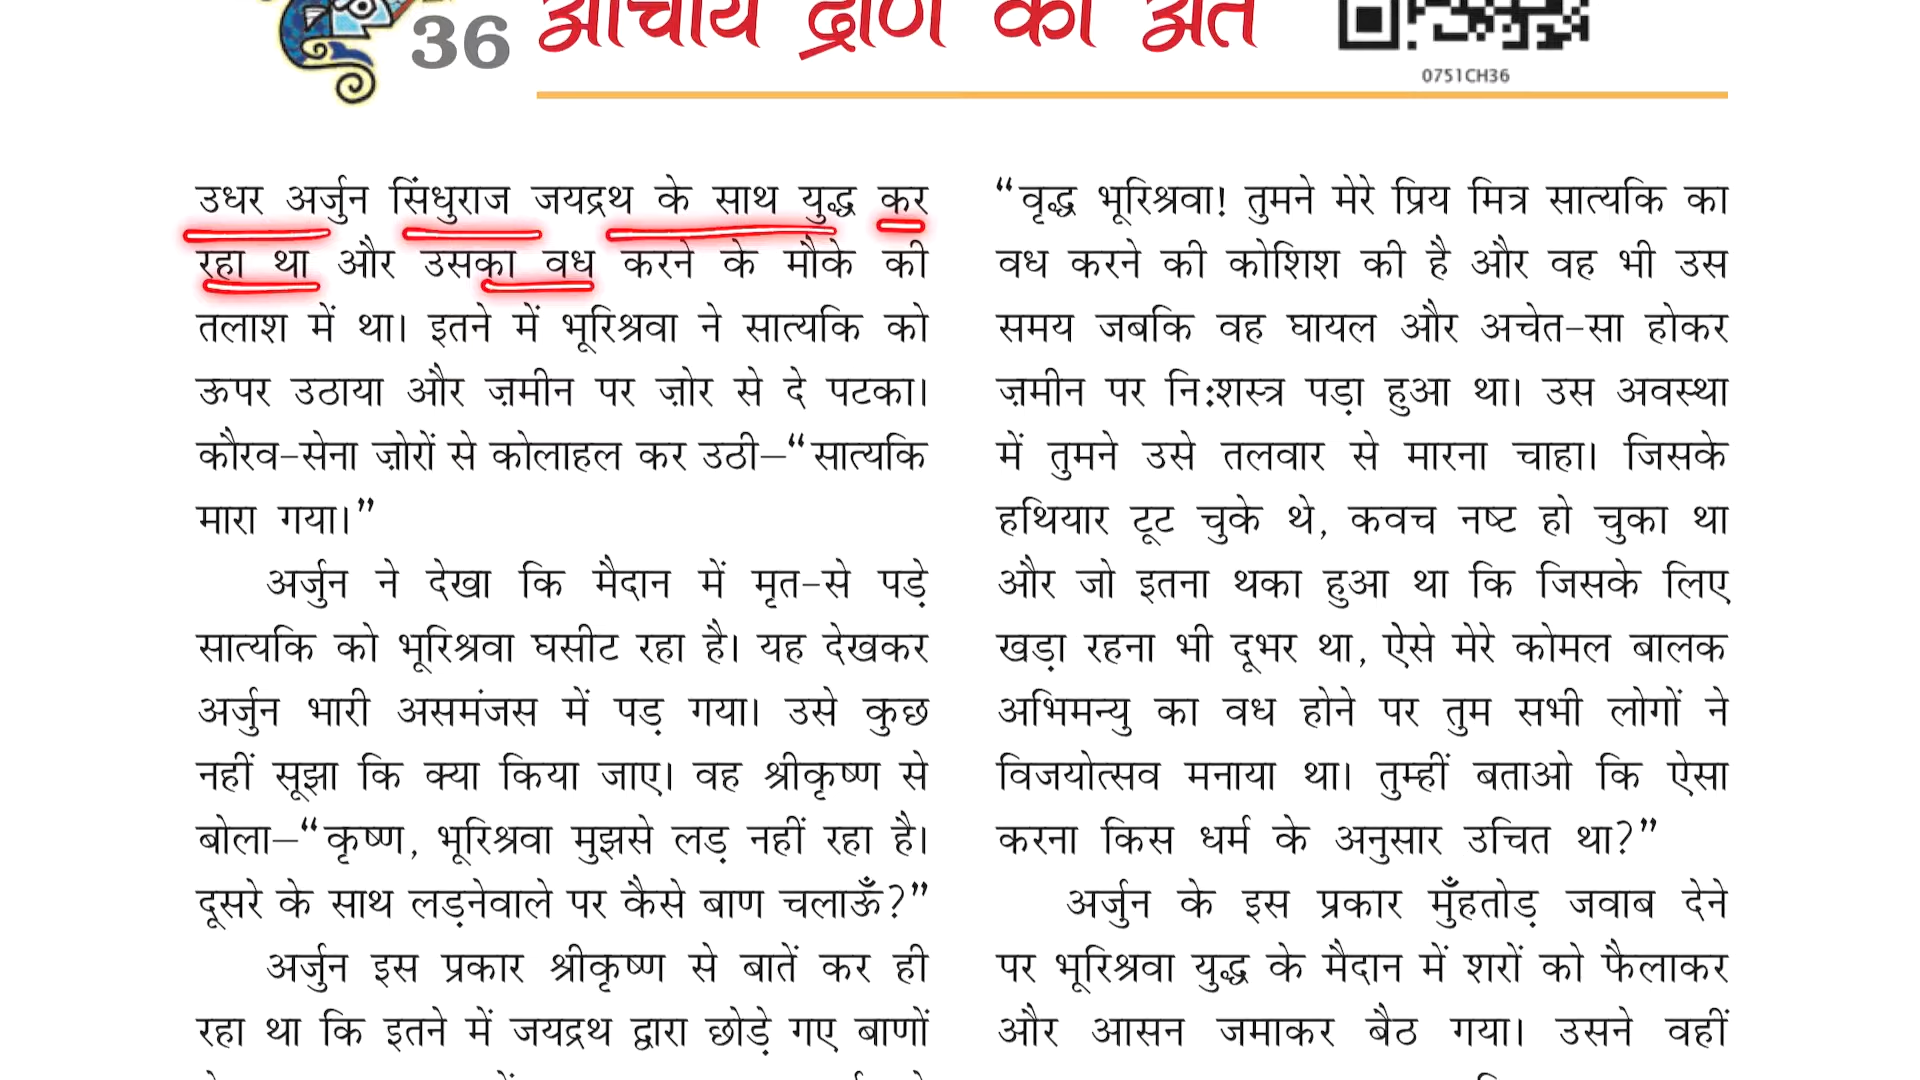 36
आचार्य द्रोण का अंत
0751CH36
उधर अर्जुन सिंधुराज जयद्रथ के साथ युद्ध कर
रहा था और उसका वध करने के मौके की
तलाश में था। इतने में भूरिश्रवा ने सात्यकि को
ऊपर उठाया और ज़मीन पर ज़ोर से दे पटका।
कौरव-सेना ज़ोरों से कोलाहल कर उठी—“सात्यकि
मारा गया।”
अर्जुन ने देखा कि मैदान में मृत-से पड़े
सात्यकि को भूरिश्रवा घसीट रहा है। यह देखकर
अर्जुन भारी असमंजस में पड़ गया। उसे कुछ
नहीं सूझा कि क्या किया जाए। वह श्रीकृष्ण से
बोला—“कृष्ण, भूरिश्रवा मुझसे लड़ नहीं रहा है।
दूसरे के साथ लड़नेवाले पर कैसे बाण चलाऊँ?”
अर्जुन इस प्रकार श्रीकृष्ण से बातें कर ही
रहा था कि इतने में जयद्रथ द्वारा छोड़े गए बाणों
“वृद्ध भूरिश्रवा! तुमने मेरे प्रिय मित्र सात्यकि का
वध करने की कोशिश की है और वह भी उस
समय जबकि वह घायल और अचेत-सा होकर
ज़मीन पर नि:शस्त्र पड़ा हुआ था। उस अवस्था
में तुमने उसे तलवार से मारना चाहा। जिसके
हथियार टूट चुके थे, कवच नष्ट हो चुका था
और जो इतना थका हुआ था कि जिसके लिए
खड़ा रहना भी दूभर था, ऐसे मेरे कोमल बालक
अभिमन्यु का वध होने पर तुम सभी लोगों ने
विजयोत्सव मनाया था। तुम्हीं बताओ कि ऐसा
करना किस धर्म के अनुसार उचित था?”
अर्जुन के इस प्रकार मुँहतोड़ जवाब देने
पर भूरिश्रवा युद्ध के मैदान में शरों को फैलाकर
और आसन जमाकर बैठ गया। उसने वहीं